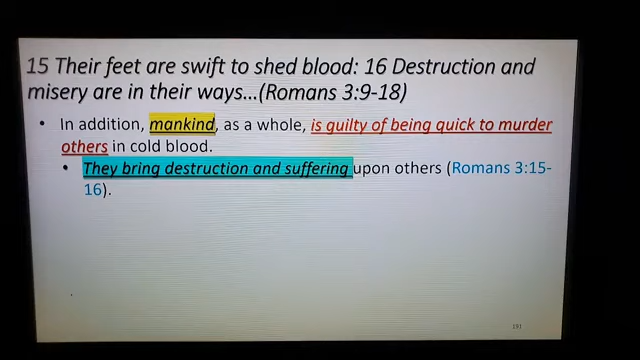 15 Their feet are swift to shed blood: 16 Destruction and
misery are in their ways…(Romans 3:9-18)
• In addition, mankind, as a whole, is guilty of being quick to murder
others in cold blood.
• They bring destruction and suffering upon others (Romans 3:15-
16).